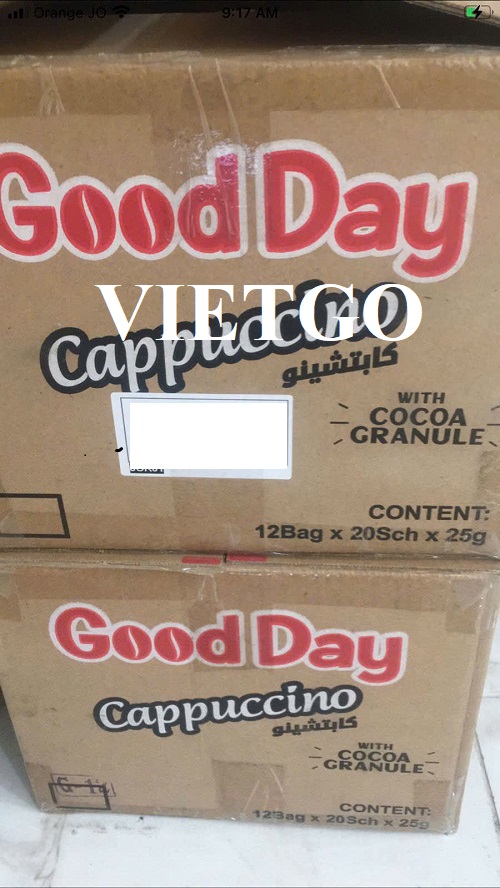 Orange JO
9:17 AM
Good Day
VIETGO
Cappuccino
كابتشينو
WITH
COCOA
GRANULE
CONTENT:
12Bag x 20Sch x 25g
Good Day
Cappuccino
كابتشينو
WITH
COCOA
GRANULE
CONTENT:
12Bag x 20Sch x 25g